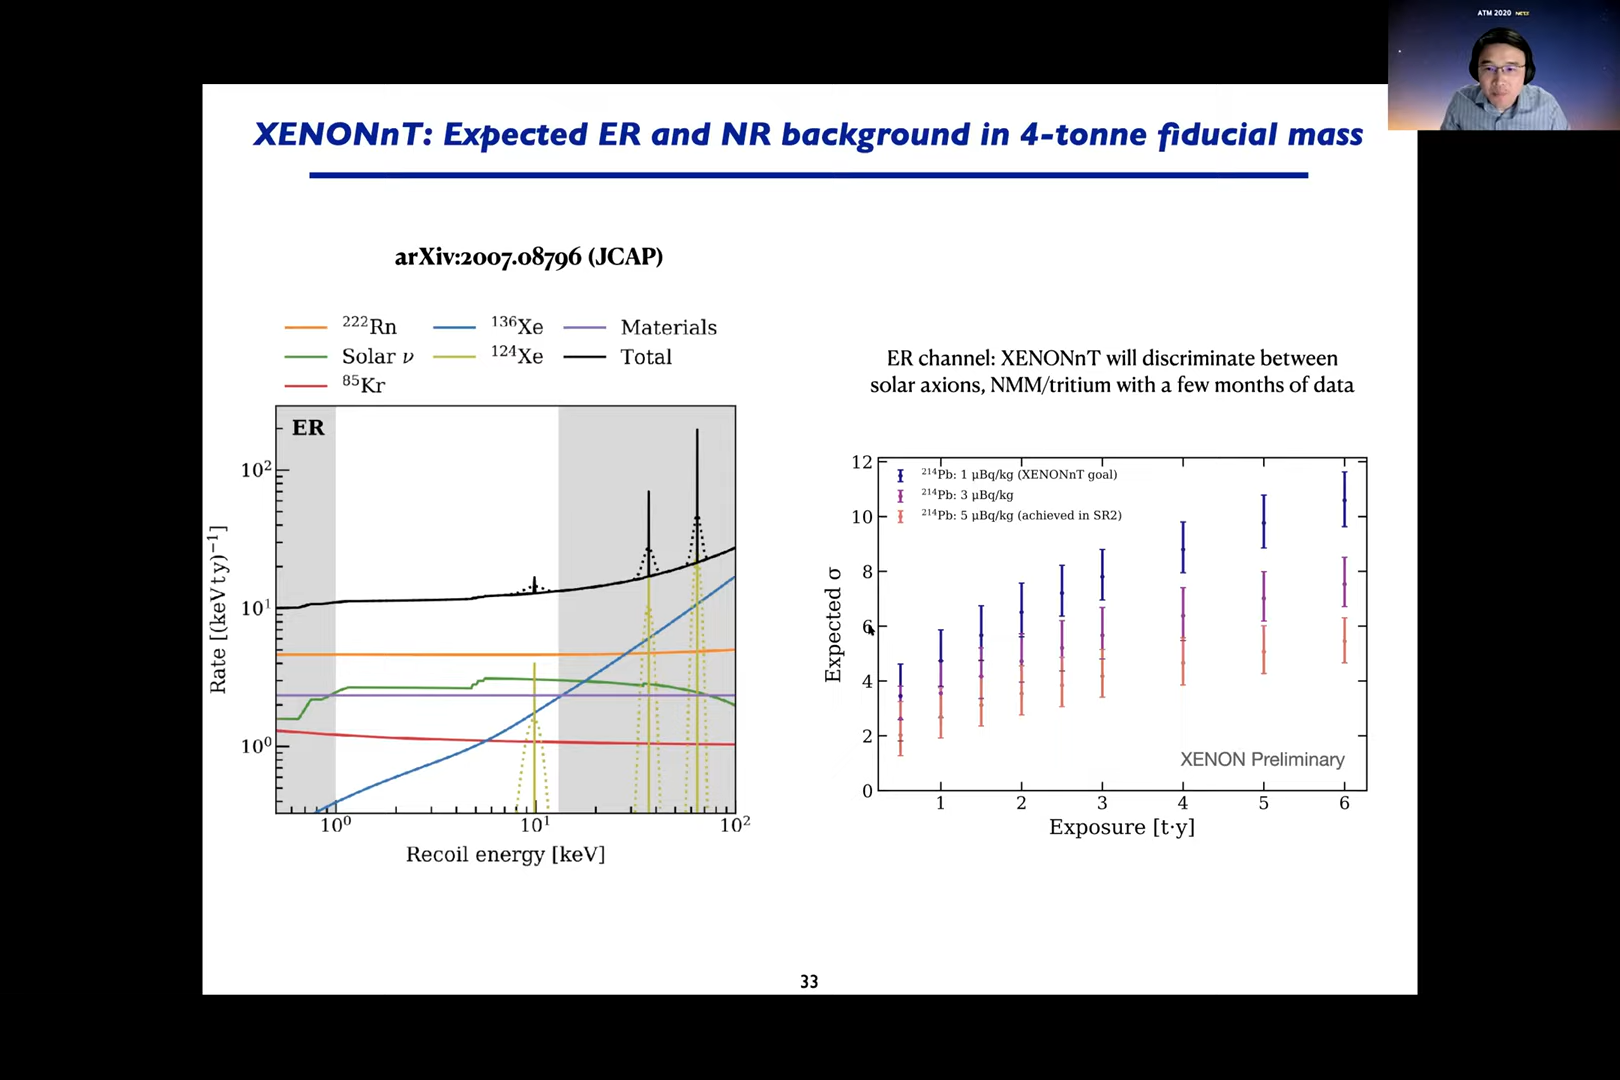 ATM 2020
XENONnT: Expected ER and NR background in 4-tonne fiducial mass
arXiv:2007.08796 (JCAP)
²²²Rn ¹³⁶Xe Materials
Solar ν ¹²⁴Xe Total
⁸⁵Kr
ER
10²
10¹
10⁰
Rate [(keV t y)⁻¹]
10⁰ 10¹ 10²
Recoil energy [keV]
ER channel: XENONnT will discriminate between
solar axions, NMM/tritium with a few months of data
²¹⁴Pb: 1 μBq/kg (XENONnT goal)
²¹⁴Pb: 3 μBq/kg
²¹⁴Pb: 5 μBq/kg (achieved in SR2)
12
10
8
6
4
2
0
Expected σ
XENON Preliminary
1 2 3 4 5 6
Exposure [t·y]
33